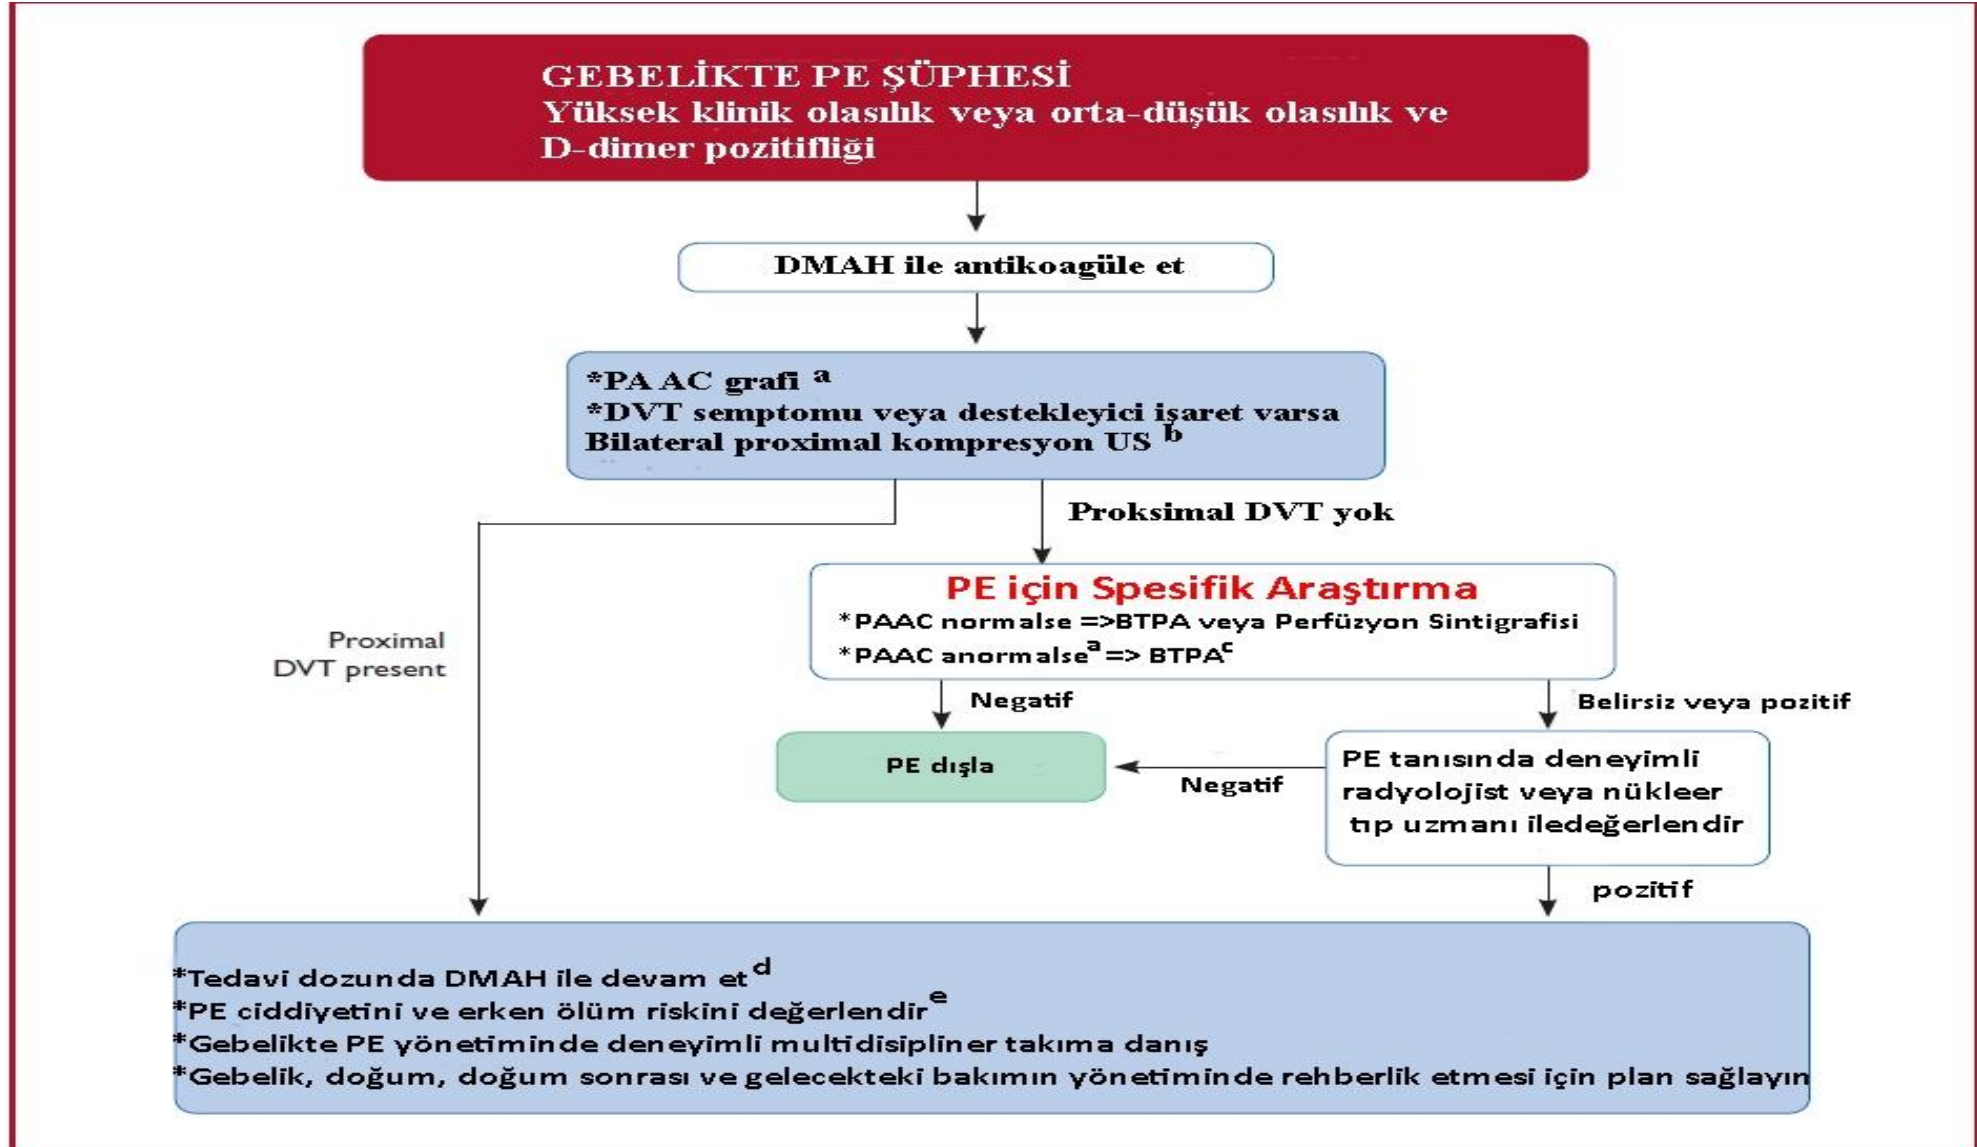 GEBELİKTE PE ŞÜPHESİ
Yüksek klinik olasılık veya orta-düşük olasılık ve
D-dimer pozitifliği
DMAH ile antikoagüle et
*PA AC grafi a
*DVT semptomu veya destekleyici işaret varsa
Bilateral proximal kompresyon US b
Proksimal DVT yok
PE için Spesifik Araştırma
*PAAC normalse =>BTPA veya Perfüzyon Sintigrafisi
*PAAC anormalse a => BTPA c
Proximal
DVT present
Negatif
Belirsiz veya pozitif
PE dışla
Negatif
PE tanısında deneyimli
radyolojist veya nükleer
tıp uzmanı iledeğerlendir
pozitif
*Tedavi dozunda DMAH ile devam et d
*PE ciddiyetini ve erken ölüm riskini değerlendir e
*Gebelikte PE yönetiminde deneyimli multidisipliner takıma danış
*Gebelik, doğum, doğum sonrası ve gelecekteki bakımın yönetiminde rehberlik etmesi için plan sağlayın